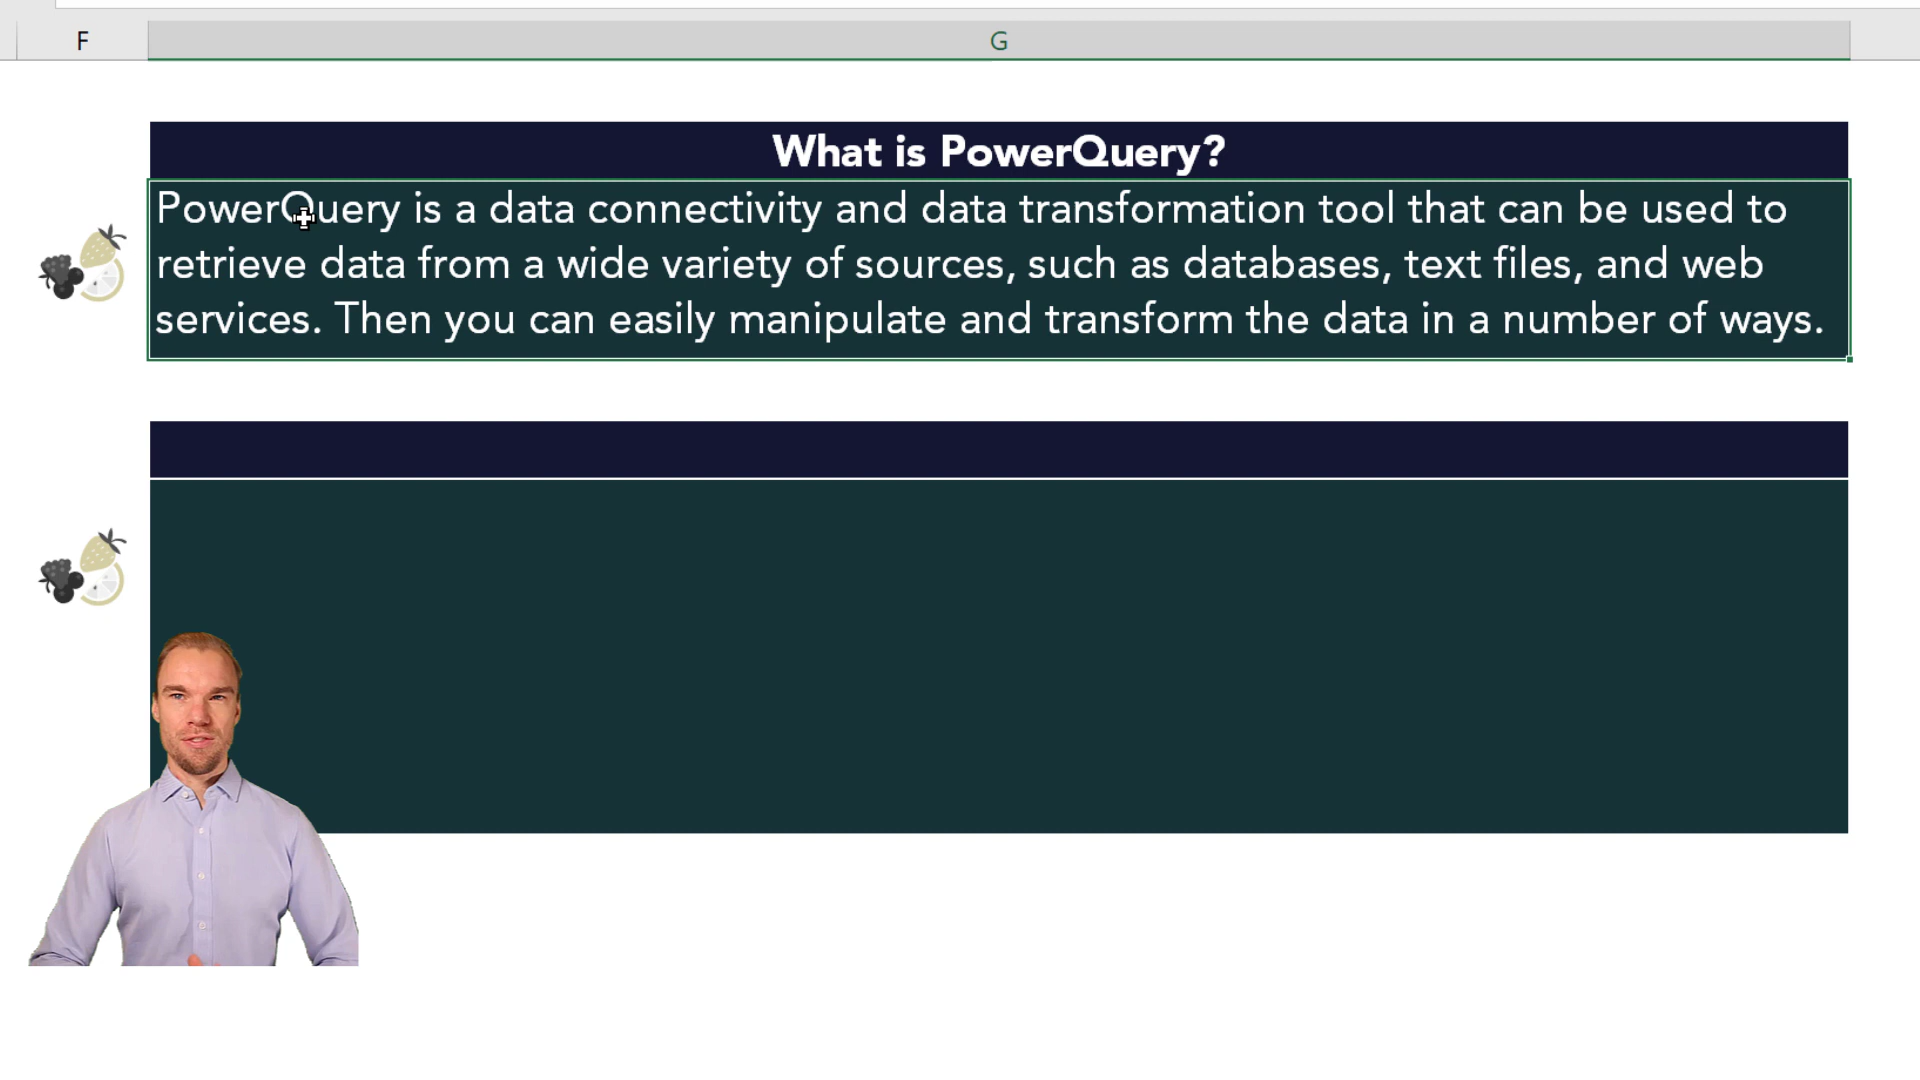 F
G
What is PowerQuery?
PowerQuery is a data connectivity and data transformation tool that can be used to
retrieve data from a wide variety of sources, such as databases, text files, and web
services. Then you can easily manipulate and transform the data in a number of ways.